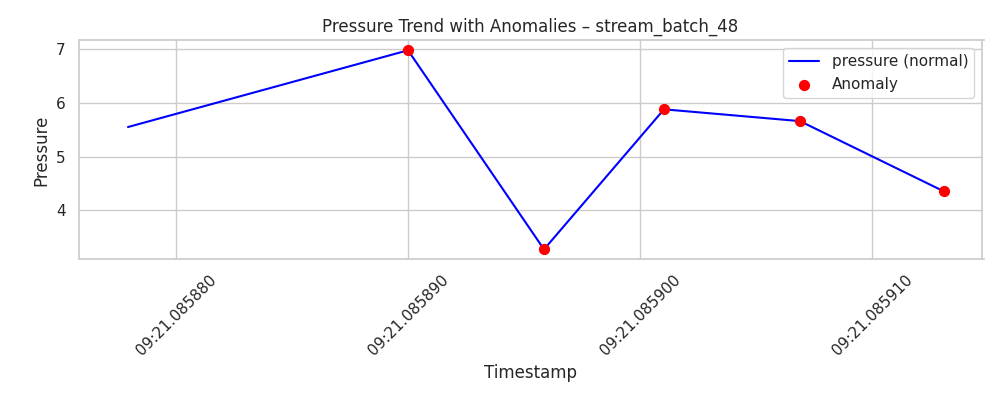 Pressure Trend with Anomalies – stream_batch_48
pressure (normal)
Anomaly
Pressure
7
6
5
4
09:21.085880
09:21.085890
09:21.085900
09:21.085910
Timestamp